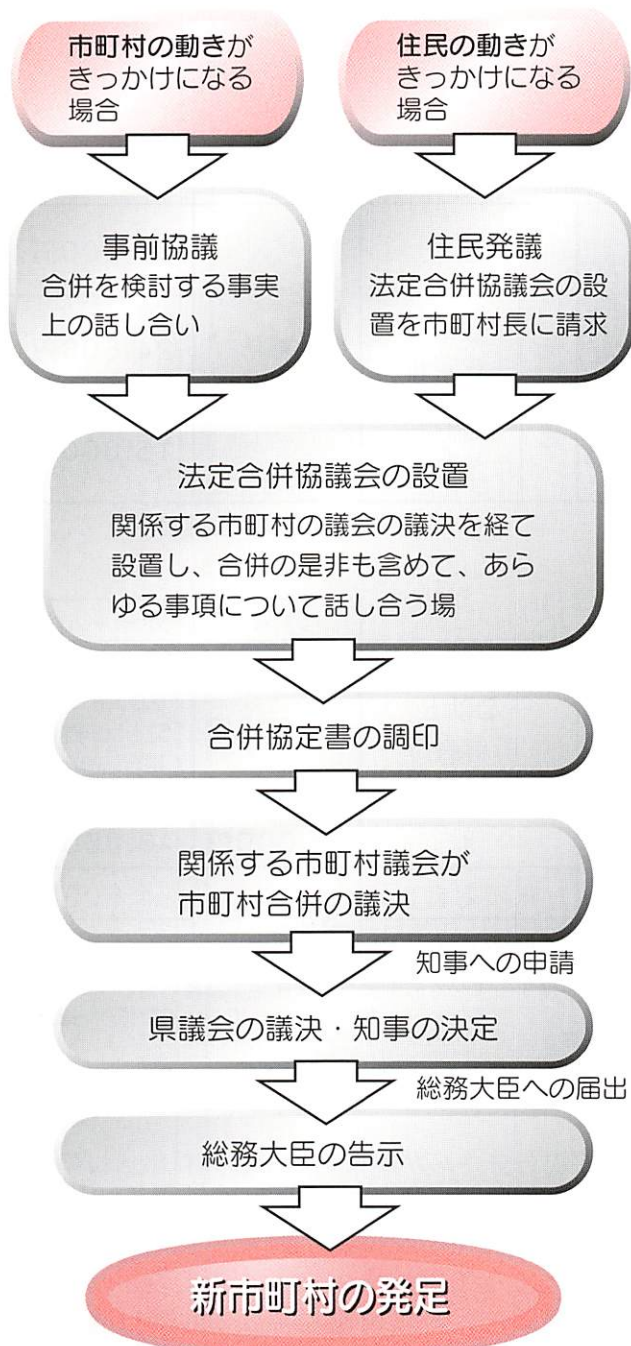 市町村の動きが
きっかけになる
場合
住民の動きが
きっかけになる
場合
事前協議
合併を検討する事実
上の話し合い
住民発議
法定合併協議会の設
置を市町村長に請求
法定合併協議会の設置
関係する市町村の議会の議決を経て
設置し、合併の是非も含めて、あら
ゆる事項について話し合う場
合併協定書の調印
関係する市町村議会が
市町村合併の議決
知事への申請
県議会の議決・知事の決定
総務大臣への届出
総務大臣の告示
新市町村の発足